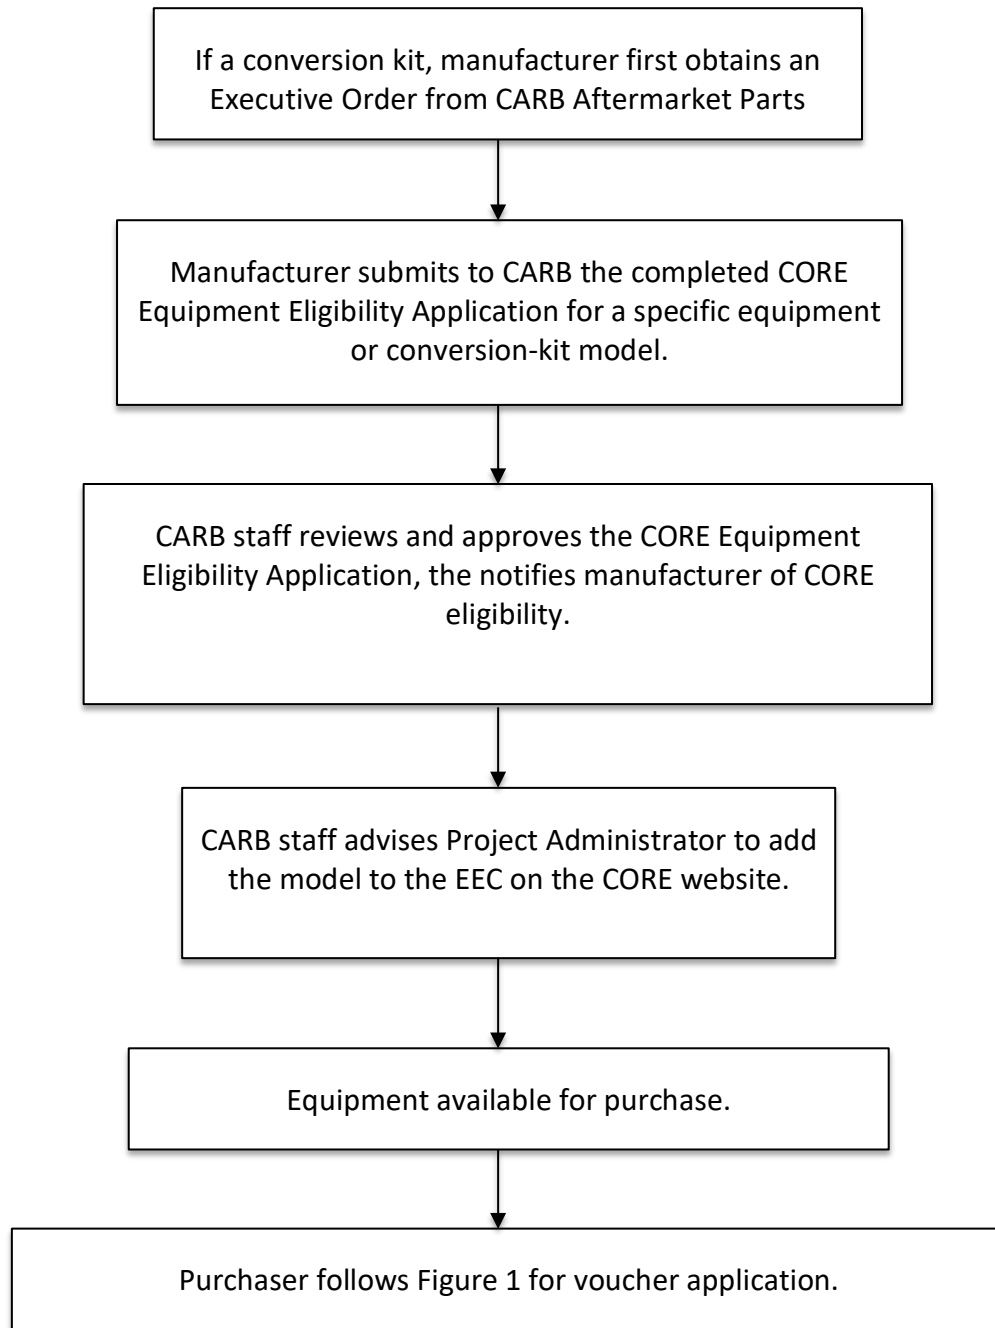 If a conversion kit, manufacturer first obtains an
Executive Order from CARB Aftermarket Parts
Manufacturer submits to CARB the completed CORE
Equipment Eligibility Application for a specific equipment
or conversion-kit model.
CARB staff reviews and approves the CORE Equipment
Eligibility Application, the notifies manufacturer of CORE
eligibility.
CARB staff advises Project Administrator to add
the model to the EEC on the CORE website.
Equipment available for purchase.
Purchaser follows Figure 1 for voucher application.